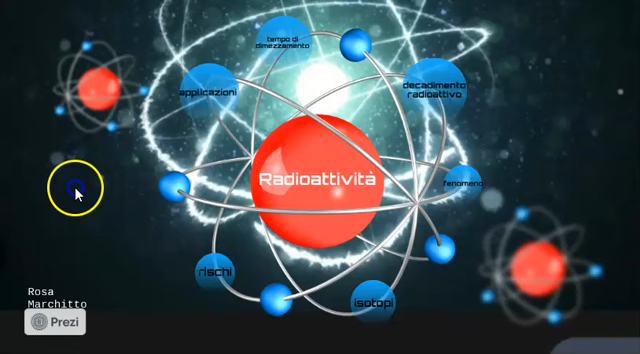 tempo di
dimezzamento
applicazioni
decadimento
radioattivo
Radioattività
fenomeno
rischi
isotopi
Rosa
Marchitto
Prezi